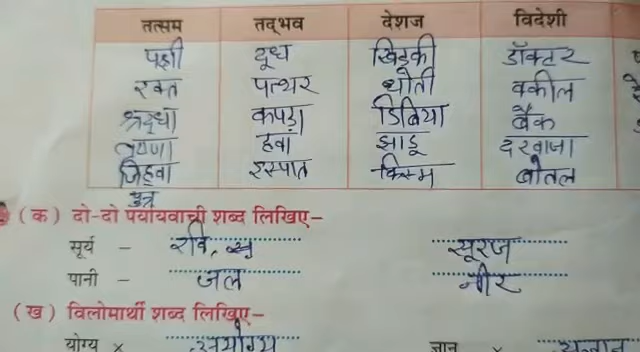 तत्सम तद्भव देशज विदेशी
पक्षी दूध खिड़की डॉक्टर
रक्त पत्थर धोती वकील
श्रद्धा कपड़ा डिबिया बैंक
हवा झाडू दरवाजा
जिह्वा इस्पात किस्म बोतल
(क) दो-दो पर्यायवाची शब्द लिखिए–
सूर्य – रवि, सूरज
पानी – जल नीर
(ख) विलोमार्थी शब्द लिखिए–
योग्य × अयोग्य ज्ञान × अज्ञान